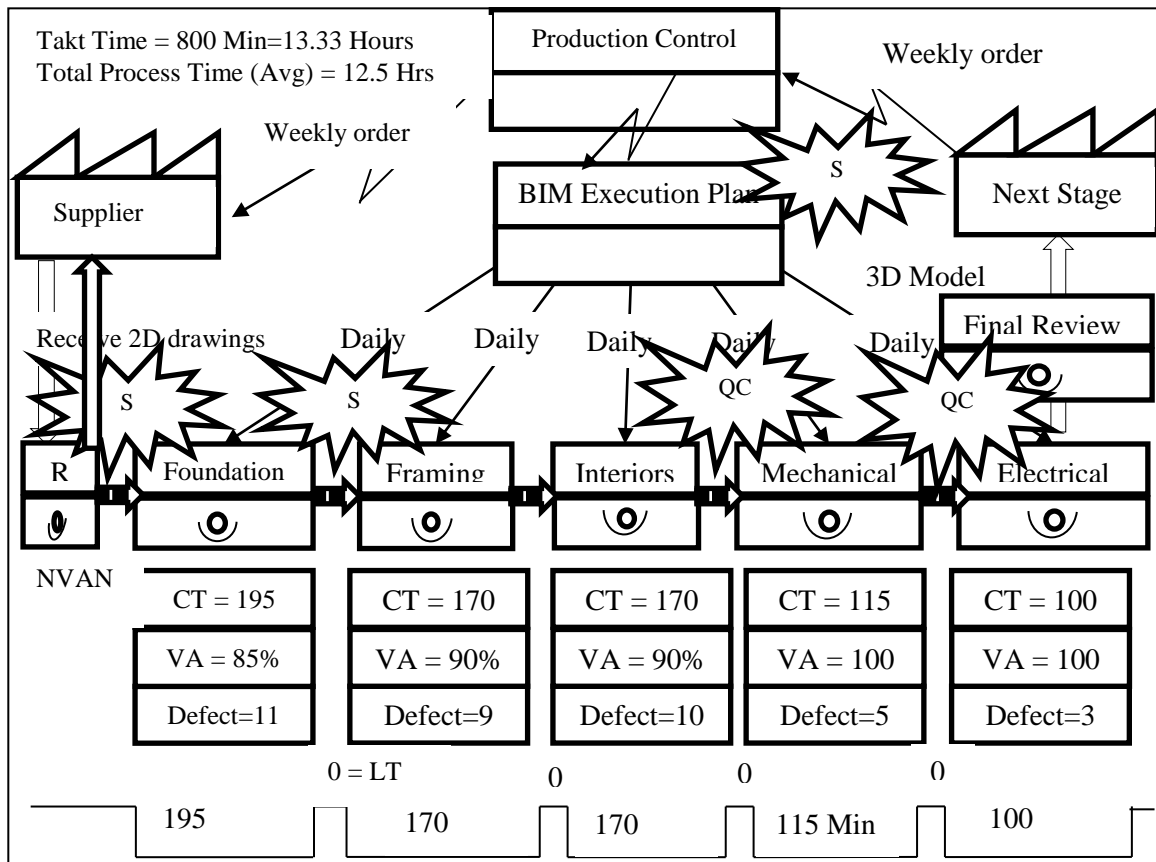 Takt Time = 800 Min=13.33 Hours
Total Process Time (Avg) = 12.5 Hrs
Production Control
Weekly order
Weekly order
Supplier
BIM Execution Plan
S
Next Stage
3D Model
Receive 2D drawings
Daily
Daily
Daily
Daily
Daily
Final Review
S
S
QC
QC
R
Foundation
Framing
Interiors
Mechanical
Electrical
I
I
I
I
I
NVAN
CT = 195
CT = 170
CT = 170
CT = 115
CT = 100
VA = 85%
VA = 90%
VA = 90%
VA = 100
VA = 100
Defect=11
Defect=9
Defect=10
Defect=5
Defect=3
0 = LT
0
0
0
195
170
170
115 Min
100